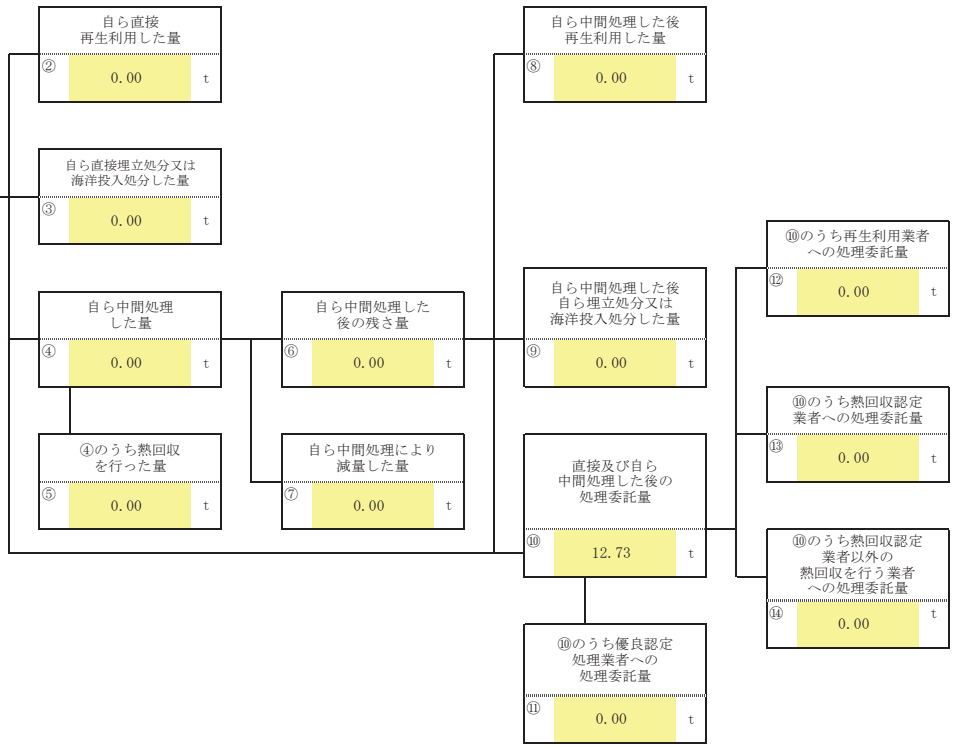 自ら直接
再生利用した量
②
0.00
t
自ら中間処理した後
再生利用した量
⑧
0.00
t
自ら直接埋立処分又は
海洋投入処分した量
③
0.00
t
⑩のうち再生利用業者
への処理委託量
⑫
0.00
t
自ら中間処理
した量
④
0.00
t
自ら中間処理した
後の残さ量
⑥
0.00
t
自ら中間処理した後
自ら埋立処分又は
海洋投入処分した量
⑨
0.00
t
⑩のうち熱回収認定
業者への処理委託量
⑬
0.00
t
④のうち熱回収
を行った量
⑤
0.00
t
自ら中間処理により
減量した量
⑦
0.00
t
直接及び自ら
中間処理した後の
処理委託量
⑩
12.73
t
⑩のうち熱回収認定
業者以外の
熱回収を行う業者
への処理委託量
⑭
0.00
t
⑩のうち優良認定
処理業者への
処理委託量
⑪
0.00
t